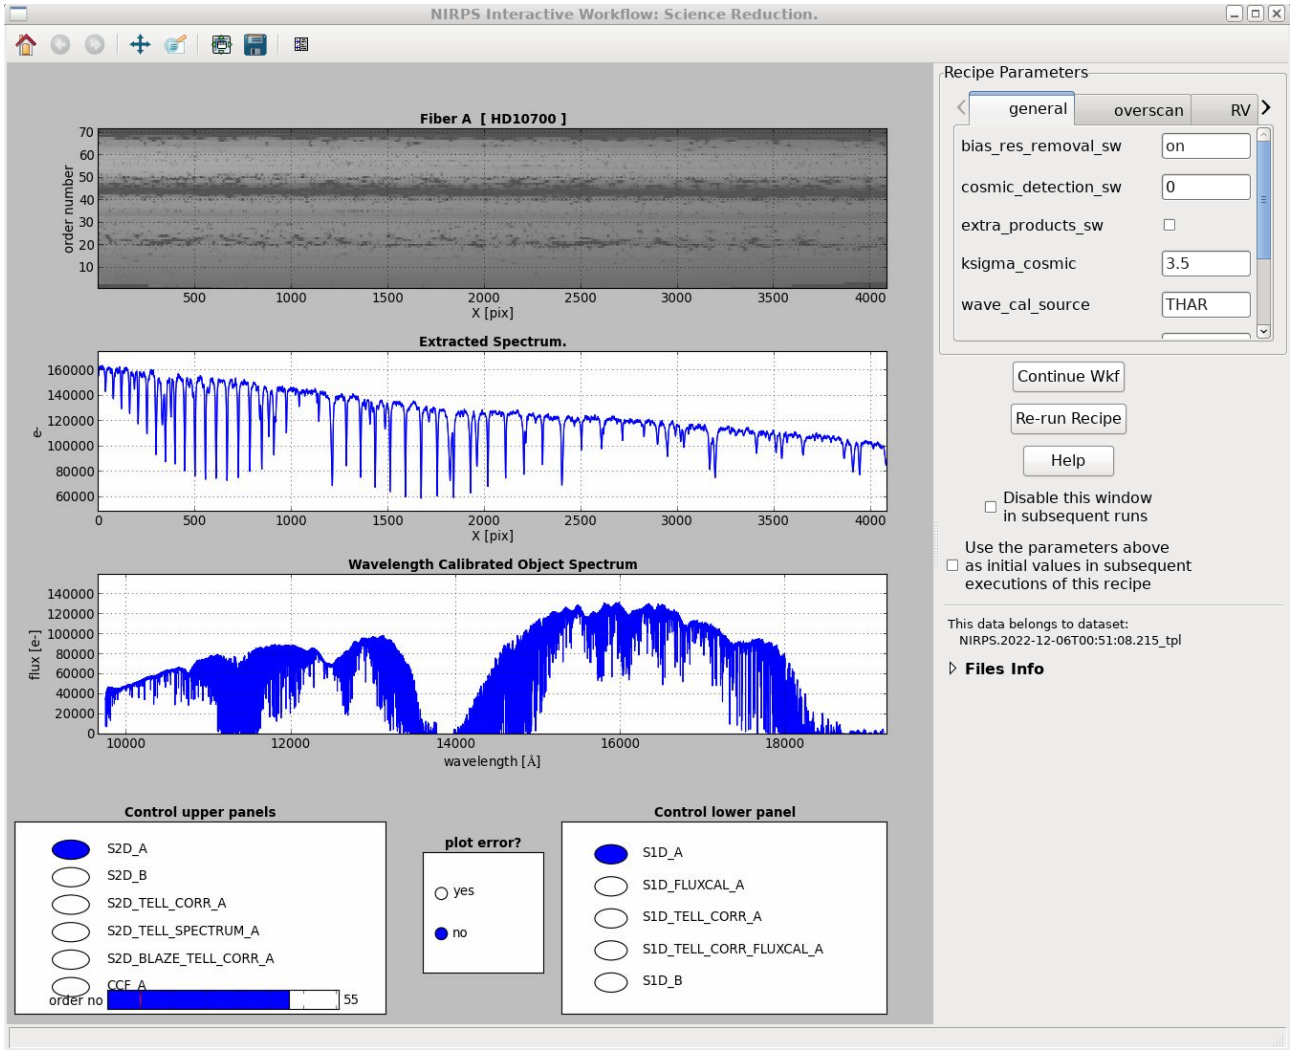 NIRPS Interactive Workflow: Science Reduction.
Fiber A [ HD10700 ]
order number
70
60
50
40
30
20
10
500 1000 1500 2000 2500 3000 3500 4000
X [pix]
Extracted Spectrum.
e-
160000
140000
120000
100000
80000
60000
0 500 1000 1500 2000 2500 3000 3500 4000
X [pix]
Wavelength Calibrated Object Spectrum
flux [e-]
140000
120000
100000
80000
60000
40000
20000
0
10000 12000 14000 16000 18000
wavelength [Å]
Control upper panels
S2D_A
S2D_B
S2D_TELL_CORR_A
S2D_TELL_SPECTRUM_A
S2D_BLAZE_TELL_CORR_A
CCF_A
order no 55
plot error?
yes
no
Control lower panel
S1D_A
S1D_FLUXCAL_A
S1D_TELL_CORR_A
S1D_TELL_CORR_FLUXCAL_A
S1D_B
Recipe Parameters
general overscan RV
bias_res_removal_sw on
cosmic_detection_sw 0
extra_products_sw
ksigma_cosmic 3.5
wave_cal_source THAR
Continue Wkf
Re-run Recipe
Help
Disable this window
in subsequent runs
Use the parameters above
as initial values in subsequent
executions of this recipe
This data belongs to dataset:
NIRPS.2022-12-06T00:51:08.215_tpl
Files Info